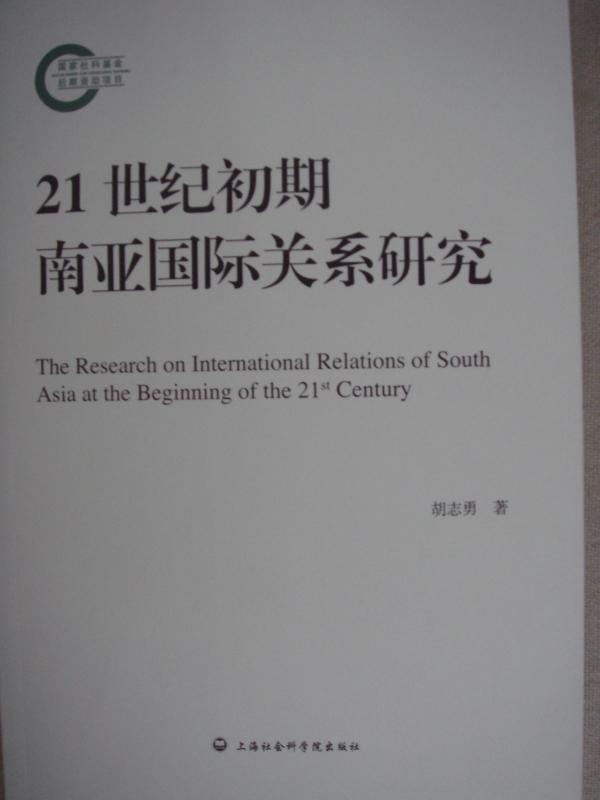 国家社科基金
后期资助项目
21 世纪初期
南亚国际关系研究
The Research on International Relations of South
Asia at the Beginning of the 21st Century
胡志勇 著
上海社会科学院出版社